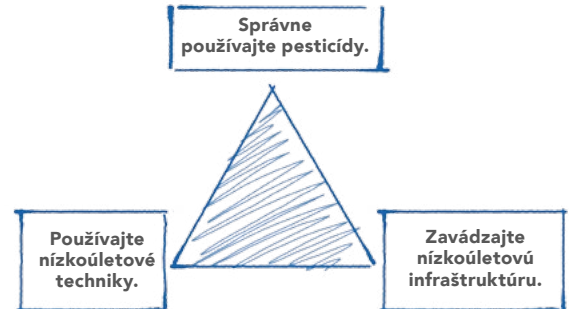 Správne
používajte pesticídy.
Používajte
nízkoúletové
techniky.
Zavádzajte
nízkoúletovú
infraštruktúru.